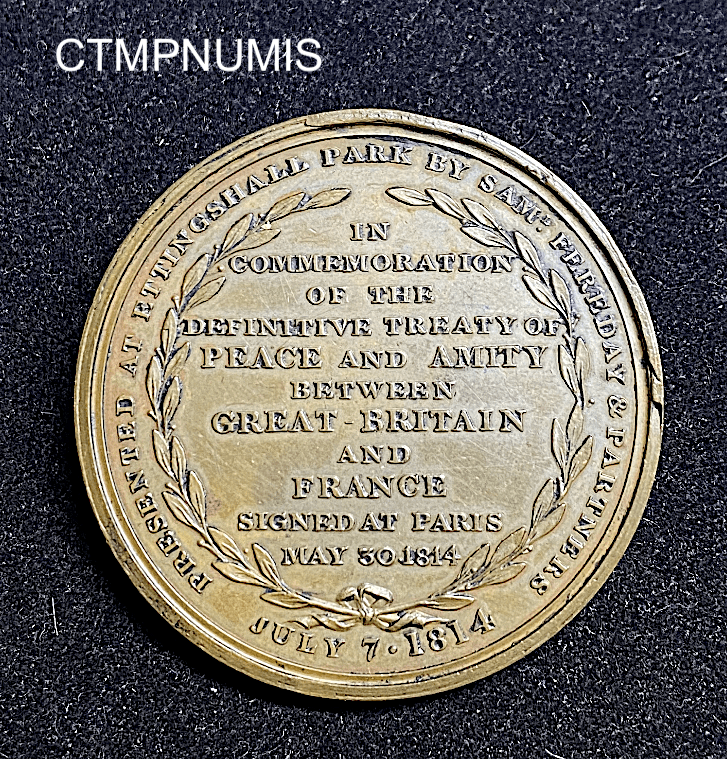 CTMPNUMIS
PRESENTED AT ETTINGSHALL PARK BY SAM^L. FEREDAY & PARTNERS
IN
COMMEMORATION
OF THE
DEFINITIVE TREATY OF
PEACE AND AMITY
BETWEEN
GREAT-BRITAIN
AND
FRANCE
SIGNED AT PARIS
MAY 30.1814
JULY 7. 1814